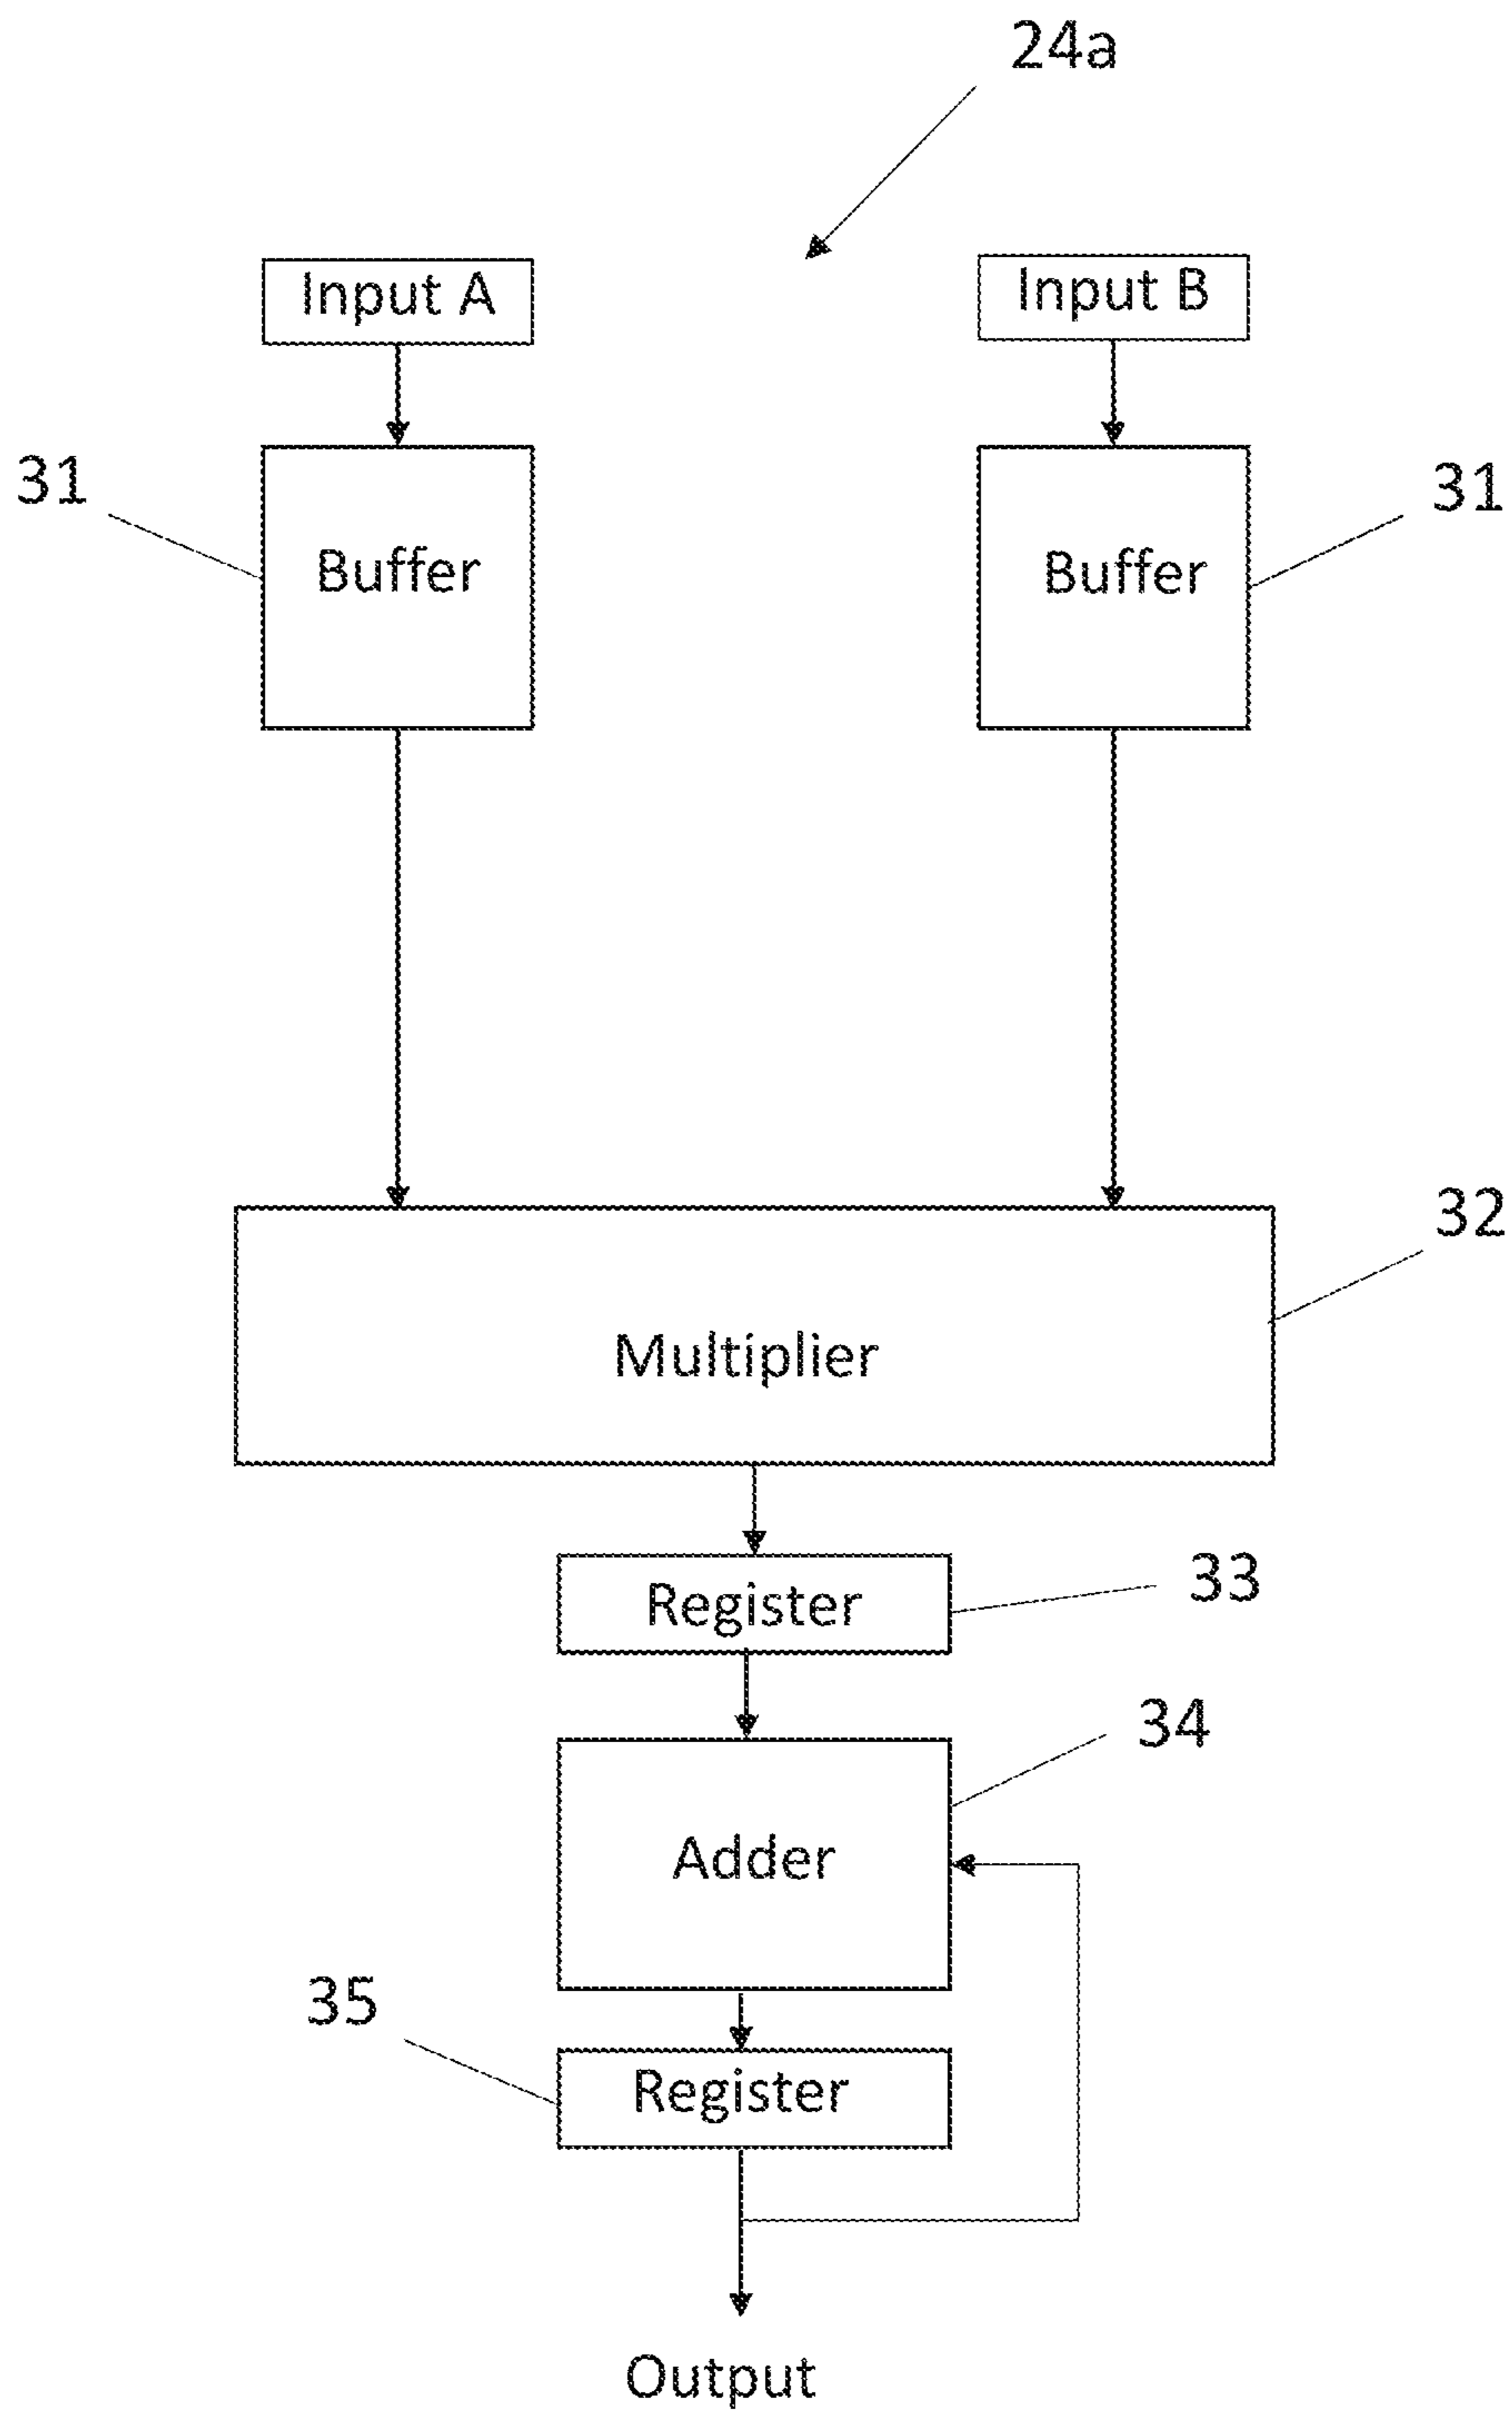 24a
Input A
Input B
31
Buffer
Buffer
31
32
Multiplier
Register
33
34
Adder
35
Register
Output